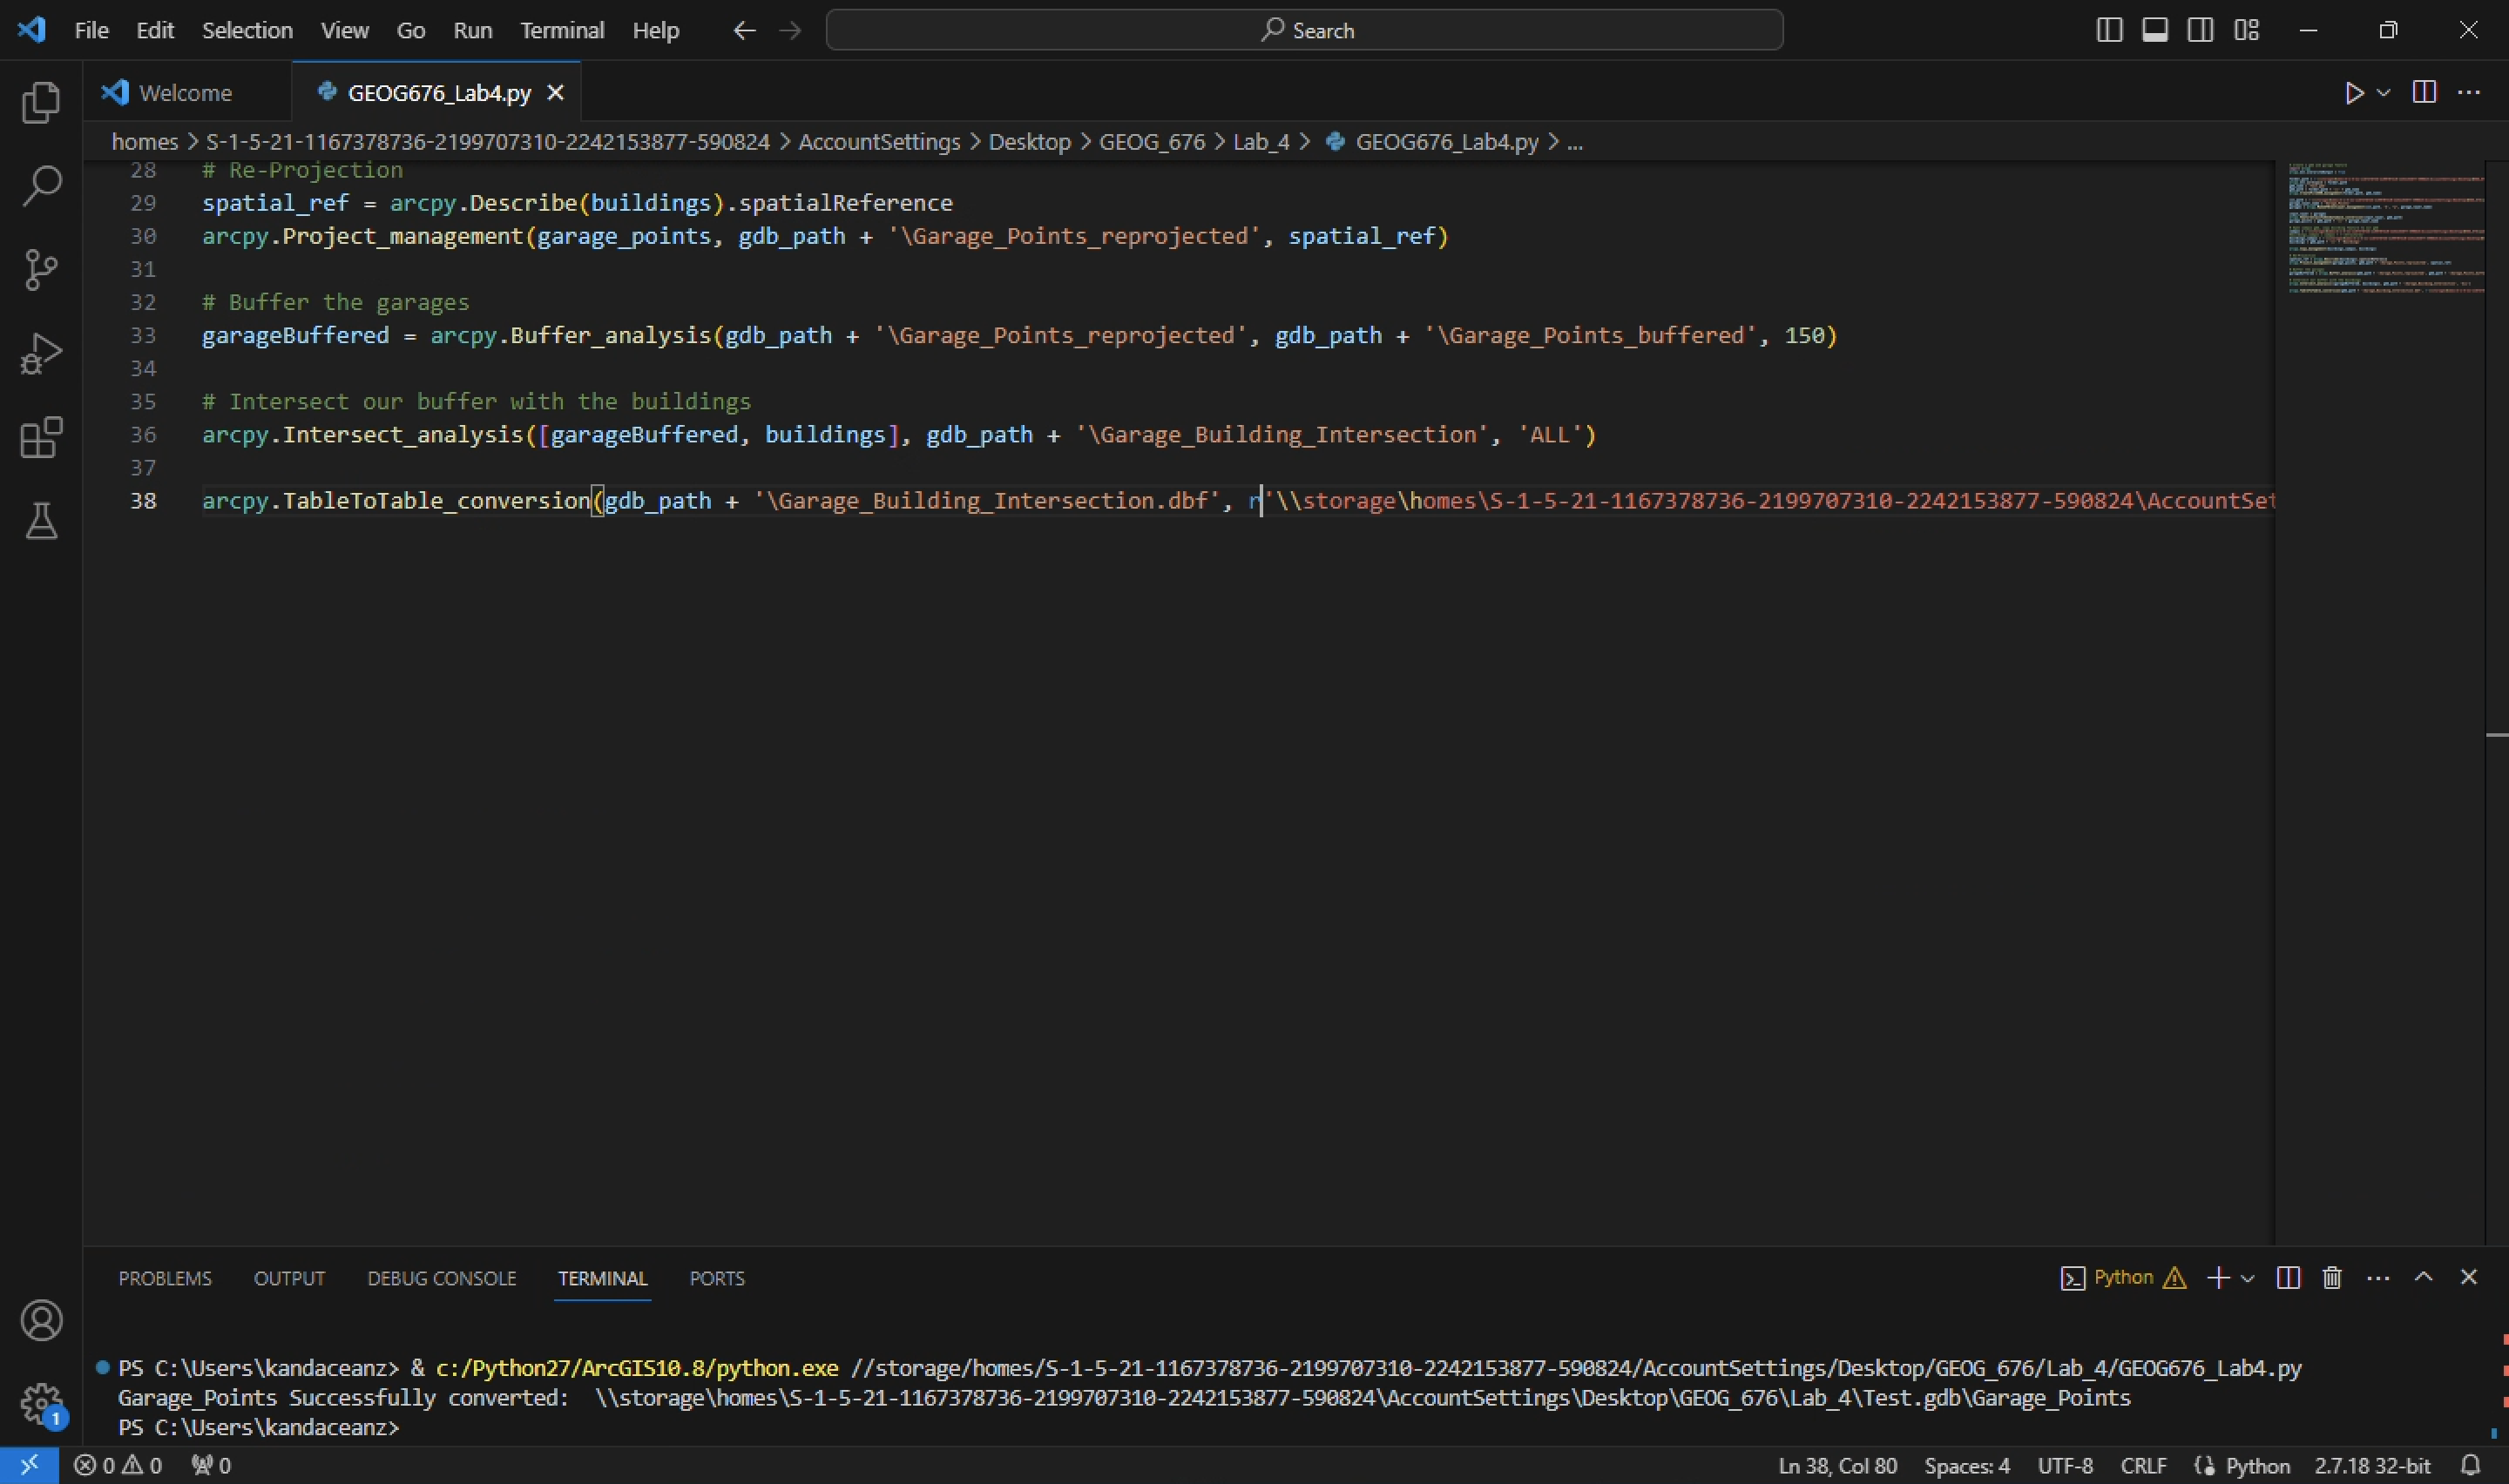 File Edit Selection View Go Run Terminal Help Search
Welcome GEOG676_Lab4.py
homes > S-1-5-21-1167378736-2199707310-2242153877-590824 > AccountSettings > Desktop > GEOG_676 > Lab_4 > GEOG676_Lab4.py > ...
28 # Re-Projection
29 spatial_ref = arcpy.Describe(buildings).spatialReference
30 arcpy.Project_management(garage_points, gdb_path + '\Garage_Points_reprojected', spatial_ref)
31
32 # Buffer the garages
33 garageBuffered = arcpy.Buffer_analysis(gdb_path + '\Garage_Points_reprojected', gdb_path + '\Garage_Points_buffered', 150)
34
35 # Intersect our buffer with the buildings
36 arcpy.Intersect_analysis([garageBuffered, buildings], gdb_path + '\Garage_Building_Intersection', 'ALL')
37
38 arcpy.TableToTable_conversion(gdb_path + '\Garage_Building_Intersection.dbf', r'\\storage\homes\S-1-5-21-1167378736-2199707310-2242153877-590824\AccountSet
PROBLEMS OUTPUT DEBUG CONSOLE TERMINAL PORTS Python
PS C:\Users\kandaceanz> & c:/Python27/ArcGIS10.8/python.exe //storage/homes/S-1-5-21-1167378736-2199707310-2242153877-590824/AccountSettings/Desktop/GEOG_676/Lab_4/GEOG676_Lab4.py
Garage_Points Successfully converted: \\storage\homes\S-1-5-21-1167378736-2199707310-2242153877-590824\AccountSettings\Desktop\GEOG_676\Lab_4\Test.gdb\Garage_Points
PS C:\Users\kandaceanz>
1
0 0 0 Ln 38, Col 80 Spaces: 4 UTF-8 CRLF Python 2.7.18 32-bit